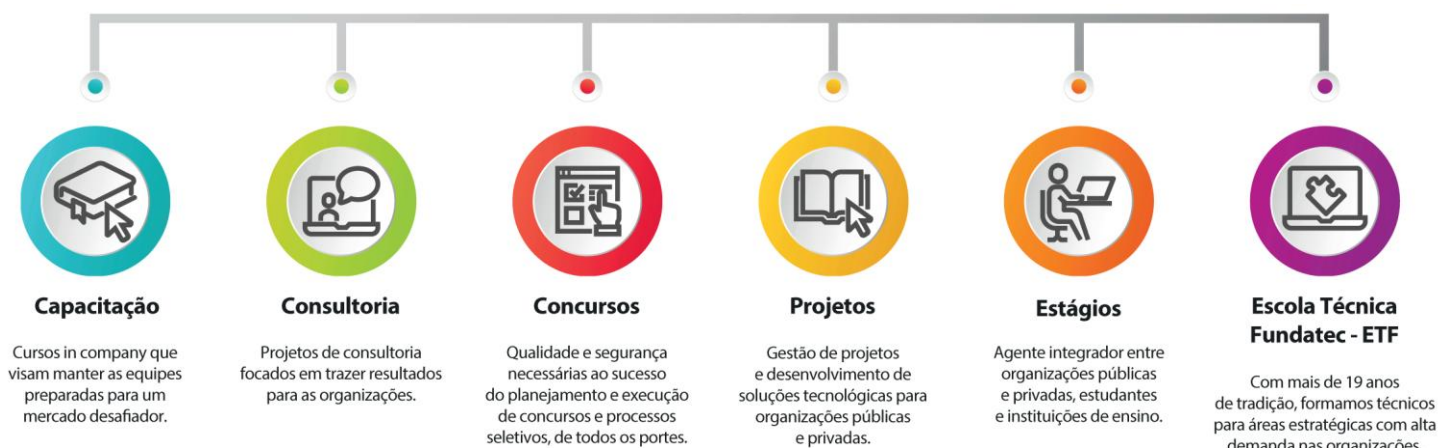 Capacitação
Cursos in company que
visam manter as equipes
preparadas para um
mercado desafiador.
Consultoria
Projetos de consultoria
focados em trazer resultados
para as organizações.
Concursos
Qualidade e segurança
necessárias ao sucesso
do planejamento e execução
de concursos e processos
seletivos, de todos os portes.
Projetos
Gestão de projetos
e desenvolvimento de
soluções tecnológicas para
organizações públicas
e privadas.
Estágios
Agente integrador entre
organizações públicas
e privadas, estudantes
e instituições de ensino.
Escola Técnica
Fundatec - ETF
Com mais de 19 anos
de tradição, formamos técnicos
para áreas estratégicas com alta
demanda nas organizações